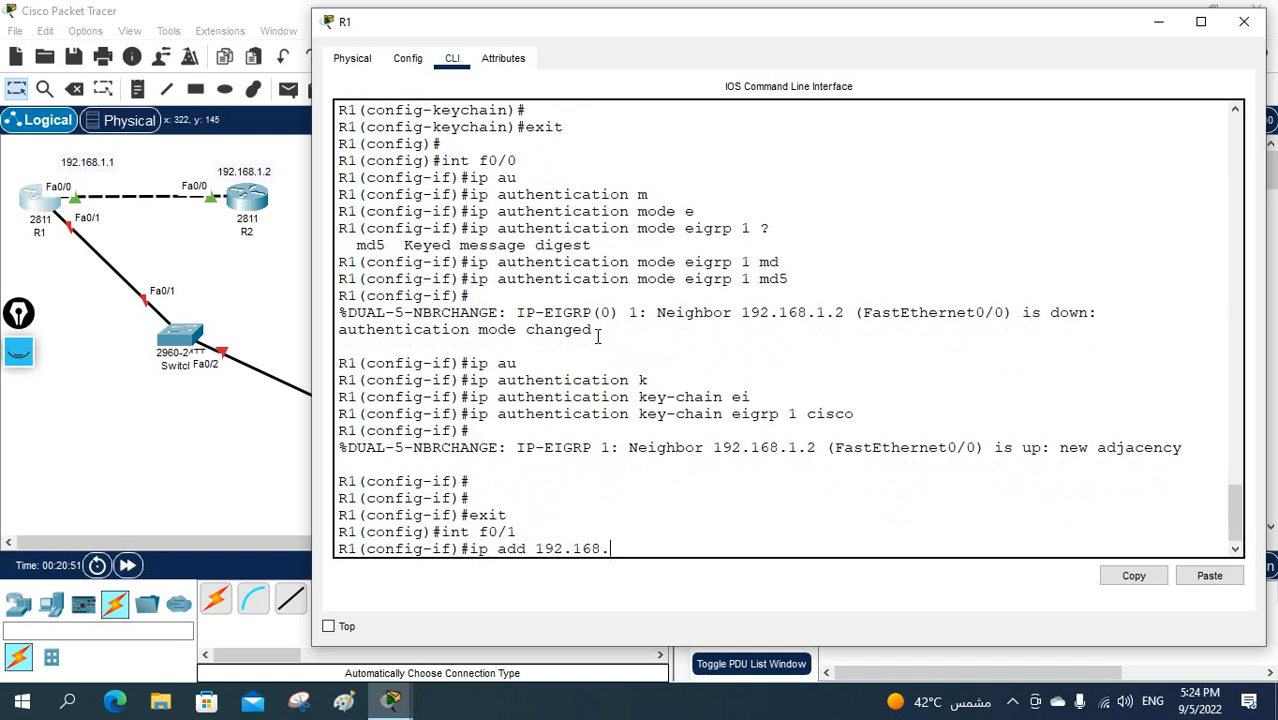 Cisco Packet Tracer
File Edit Options View Tools Extensions Window
Logical Physical x: 322, y: 145
192.168.1.1
192.168.1.2
Fa0/0 Fa0/0
2811
R1
2811
R2
Fa0/1
Fa0/1
Fa0/2
Time: 00:20:51
Automatically Choose Connection Type
R1
Physical Config CLI Attributes
IOS Command Line Interface
R1(config-keychain)#
R1(config-keychain)#exit
R1(config)#
R1(config)#int f0/0
R1(config-if)#ip au
R1(config-if)#ip authentication m
R1(config-if)#ip authentication mode e
R1(config-if)#ip authentication mode eigrp 1 ?
md5 Keyed message digest
R1(config-if)#ip authentication mode eigrp 1 md
R1(config-if)#ip authentication mode eigrp 1 md5
R1(config-if)#
%DUAL-5-NBRCHANGE: IP-EIGRP(0) 1: Neighbor 192.168.1.2 (FastEthernet0/0) is down:
authentication mode changed
R1(config-if)#ip au
R1(config-if)#ip authentication k
R1(config-if)#ip authentication key-chain ei
R1(config-if)#ip authentication key-chain eigrp 1 cisco
R1(config-if)#
%DUAL-5-NBRCHANGE: IP-EIGRP 1: Neighbor 192.168.1.2 (FastEthernet0/0) is up: new adjacency
R1(config-if)#
R1(config-if)#
R1(config-if)#exit
R1(config)#int f0/1
R1(config-if)#ip add 192.168.
Copy Paste
Top
Toggle PDU List Window
42°C مشمس
5:24 PM
9/5/2022